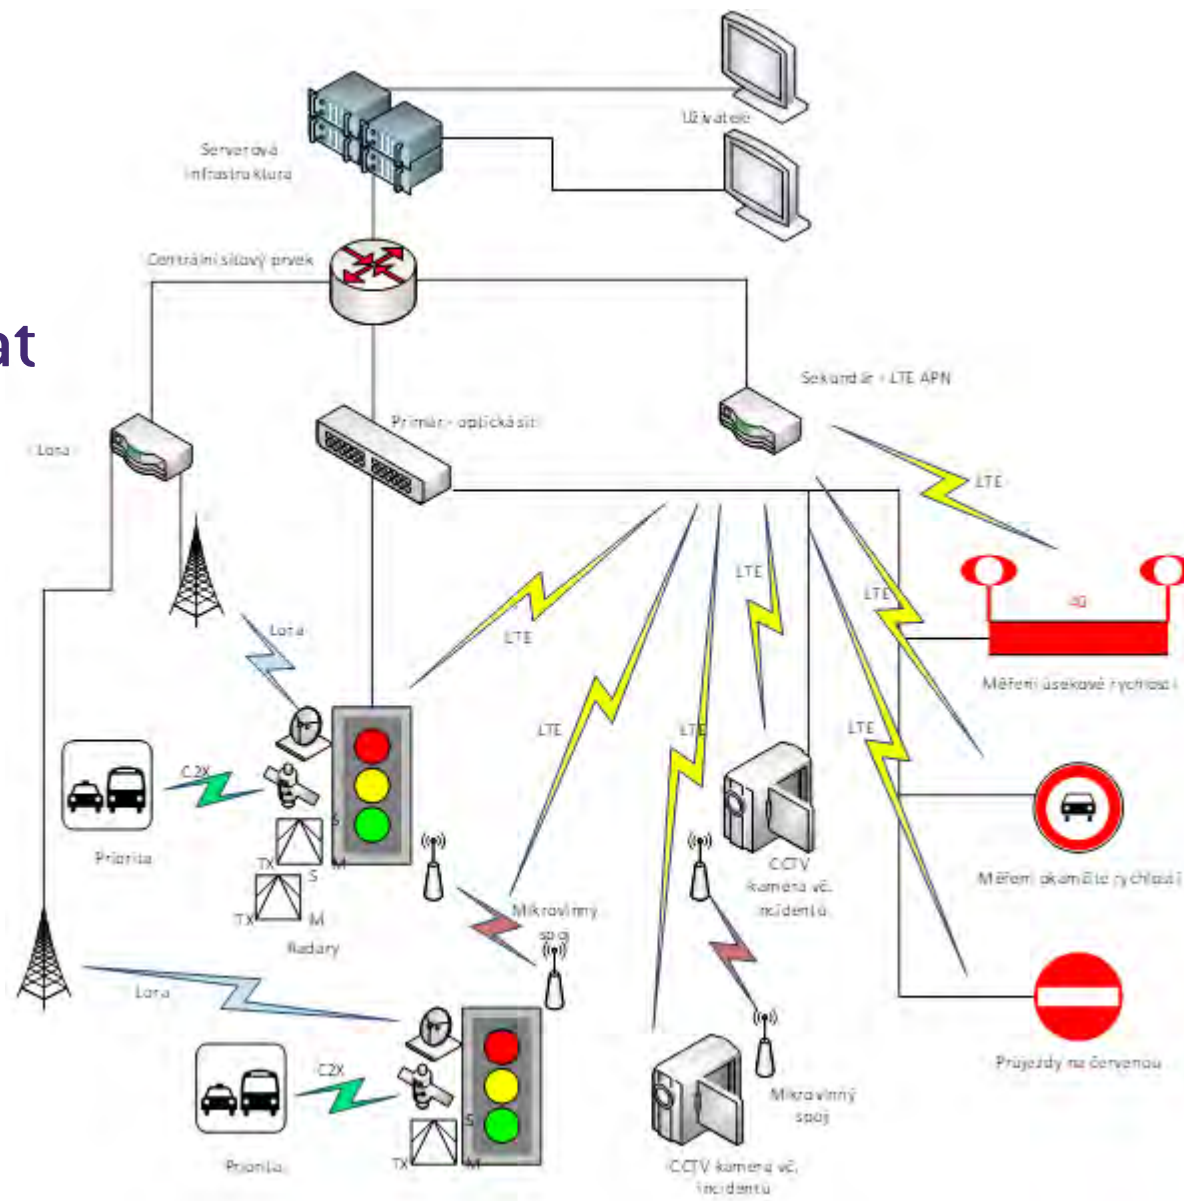 Uživatelé
Serverová
infrastruktura
Centrální síťový prvek
at
Sekundár - LTE APN
Primár - optická síť
Lora
LTE
LTE
4G
LTE
LTE
Lora
Měření úsekové rychlosti
LTE
LTE
LTE
C2X
S
Priorita
TX
M
S
CCTV
kamera vč.
incidentů
Měření okamžité rychlosti
TX
M
Mikrovlnný
spoj
Radary
Lora
Průjezdy na červenou
C2X
Mikrovlnný
spoj
S
Priorita
TX
M
CCTV kamera vč.
incidentů